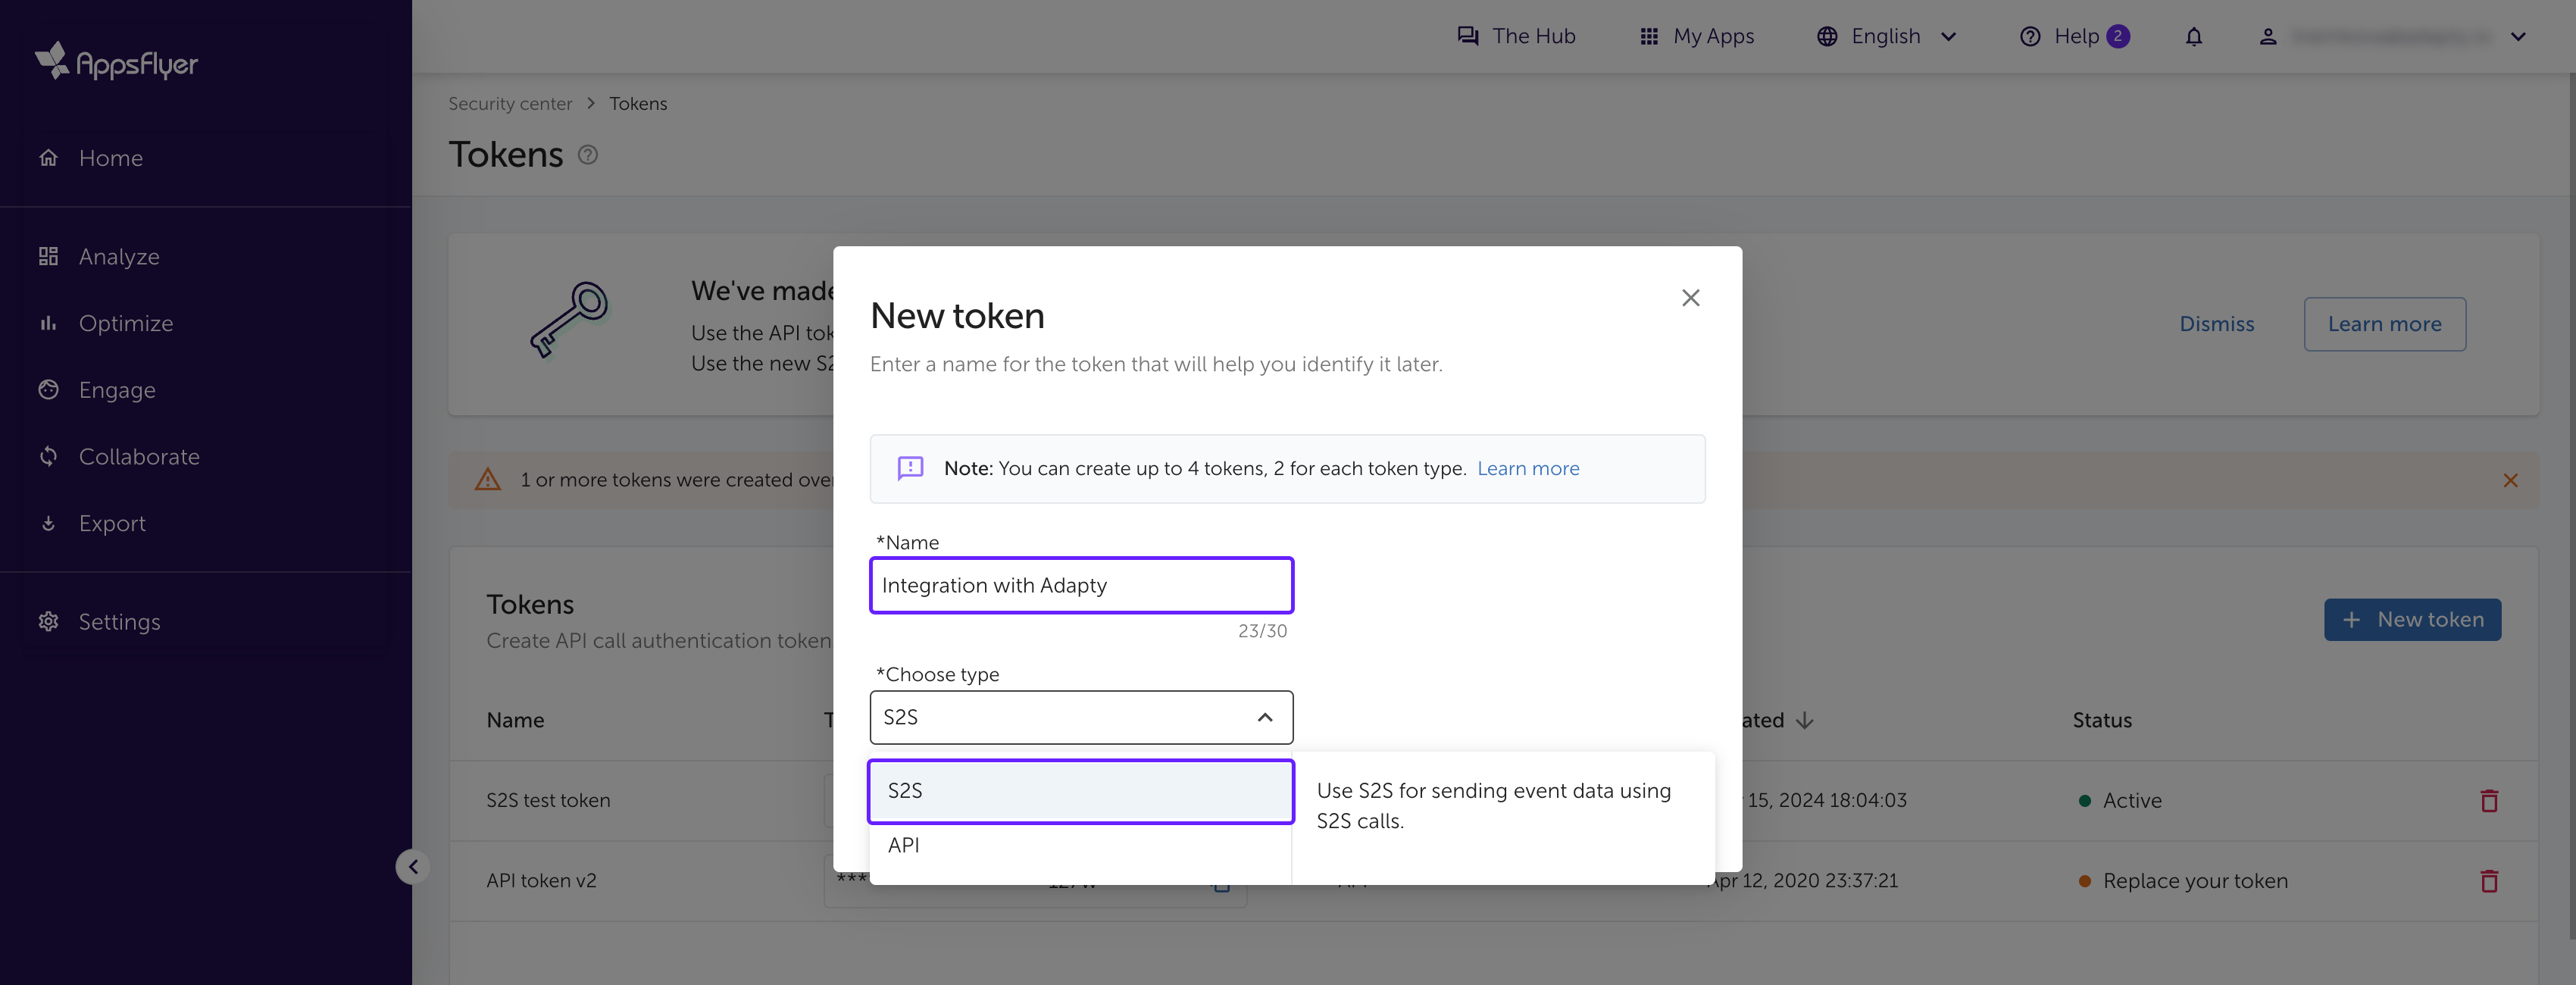 AppsFlyer
Home
Analyze
Optimize
Engage
Collaborate
Export
Settings
The Hub
My Apps
English
Help 2
Security center > Tokens
Tokens
We've made
Use the API tok
Use the new S2
Dismiss
Learn more
1 or more tokens were created over
Tokens
Create API call authentication token
+ New token
Name Status
S2S test token 15, 2024 18:04:03 Active
API token v2 *** Apr 12, 2020 23:37:21 Replace your token
New token
Enter a name for the token that will help you identify it later.
Note: You can create up to 4 tokens, 2 for each token type. Learn more
*Name
Integration with Adapty
23/30
*Choose type
S2S
S2S
API
Use S2S for sending event data using
S2S calls.